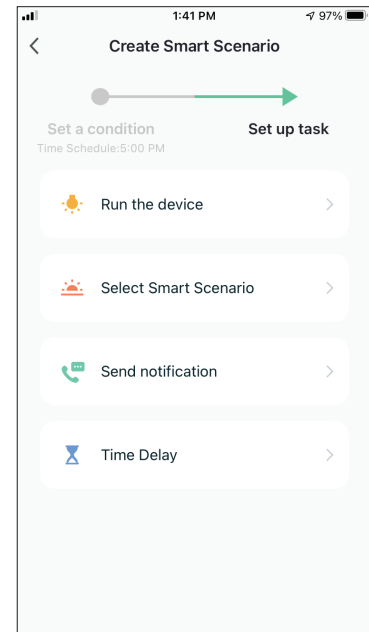 1:41 PM
97%
Create Smart Scenario
Set a condition
Set up task
Time Schedule:5:00 PM
Run the device
Select Smart Scenario
Send notification
Time Delay